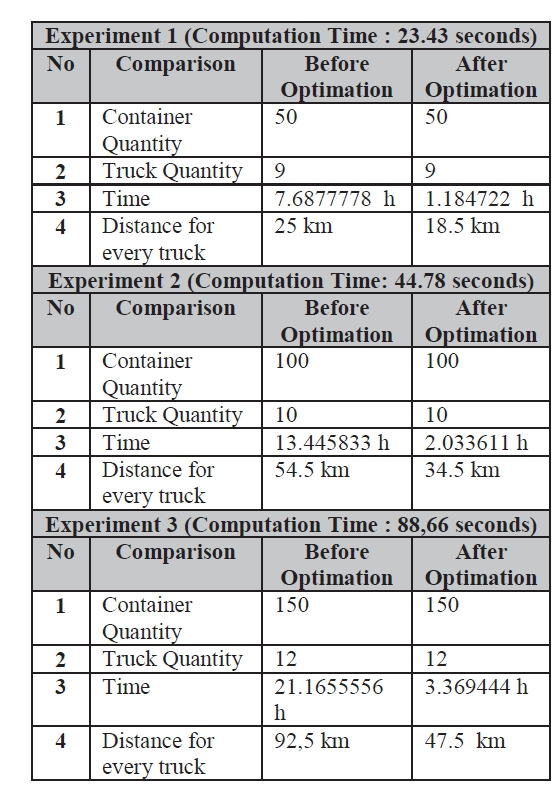 Experiment 1 (Computation Time : 23.43 seconds)
No Comparison Before After
Optimation Optimation
1 Container 50 50
Quantity
2 Truck Quantity 9 9
3 Time 7.6877778 h 1.184722 h
4 Distance for 25 km 18.5 km
every truck
Experiment 2 (Computation Time: 44.78 seconds)
No Comparison Before After
Optimation Optimation
1 Container 100 100
Quantity
2 Truck Quantity 10 10
3 Time 13.445833 h 2.033611 h
4 Distance for 54.5 km 34.5 km
every truck
Experiment 3 (Computation Time : 88,66 seconds)
No Comparison Before After
Optimation Optimation
1 Container 150 150
Quantity
2 Truck Quantity 12 12
3 Time 21.1655556 3.369444 h
h
4 Distance for 92,5 km 47.5 km
every truck